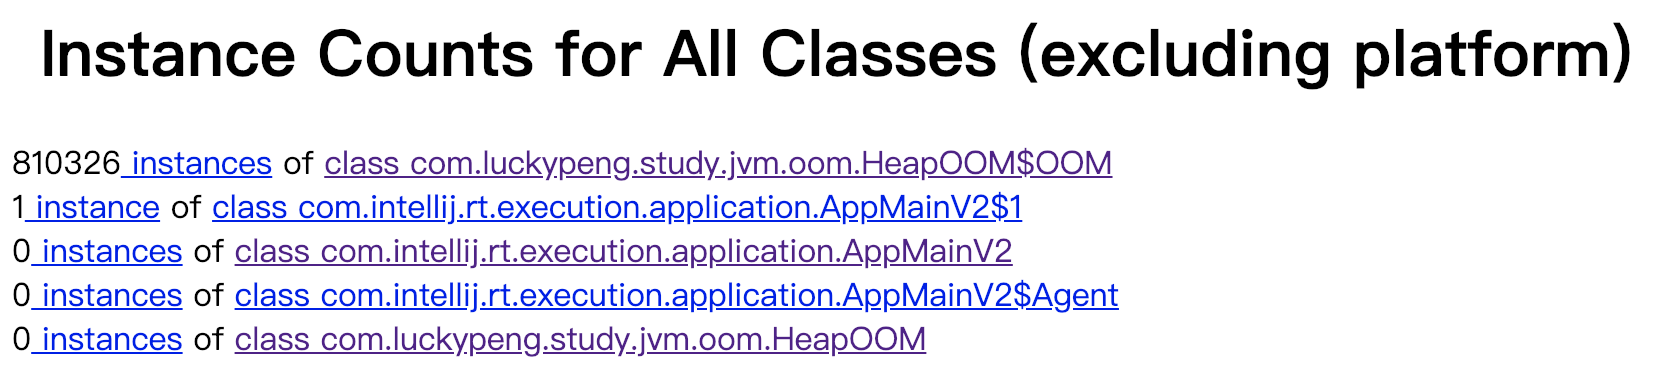 Instance Counts for All Classes (excluding platform)
810326 instances of class com.luckypeng.study.jvm.oom.HeapOOM$OOM
1 instance of class com.intellij.rt.execution.application.AppMainV2$1
0 instances of class com.intellij.rt.execution.application.AppMainV2
0 instances of class com.intellij.rt.execution.application.AppMainV2$Agent
0 instances of class com.luckypeng.study.jvm.oom.HeapOOM